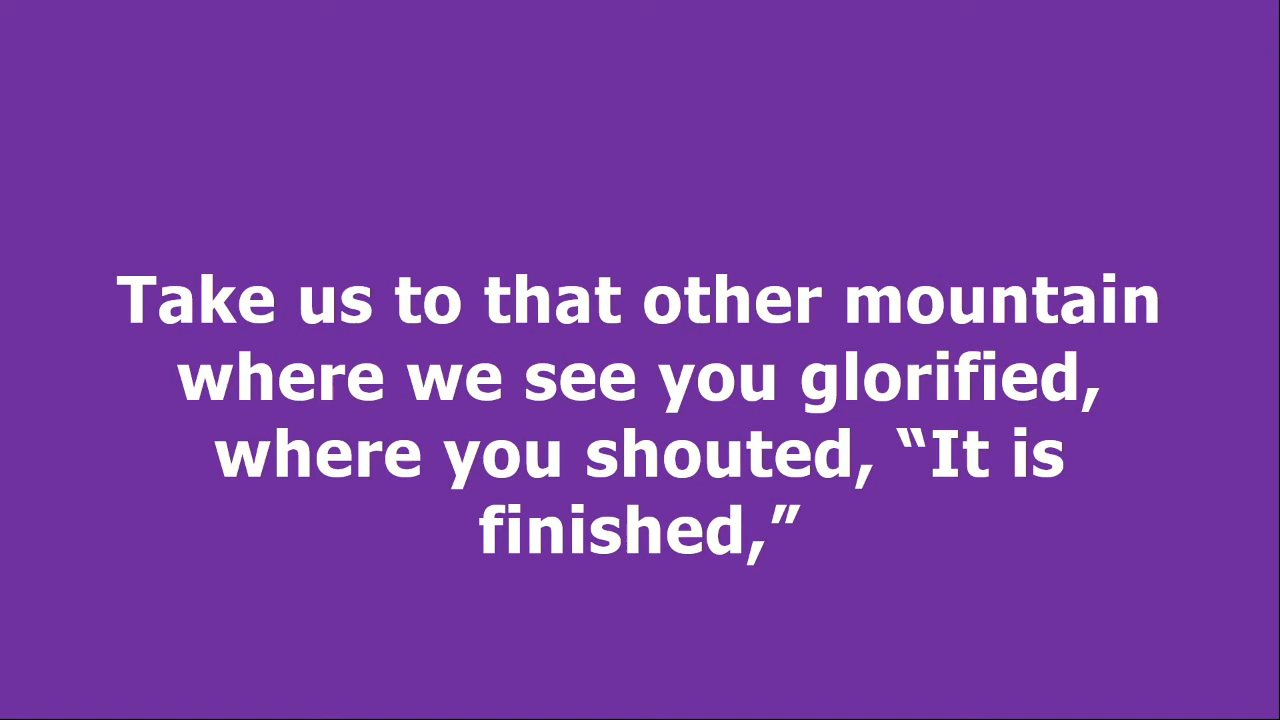 Take us to that other mountain
where we see you glorified,
where you shouted, “It is
finished,”